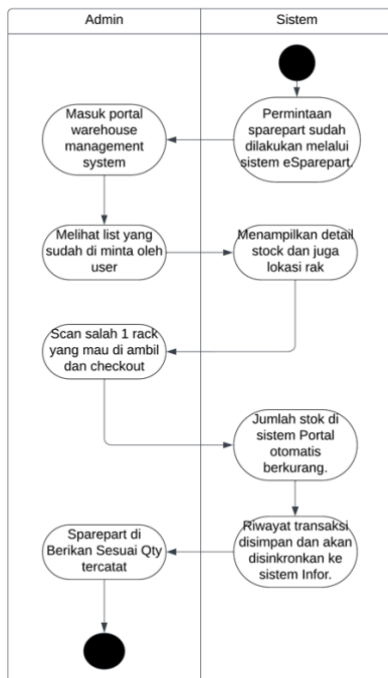 Admin
Sistem
Permintaan
sparepart sudah
dilakukan melalui
sistem eSparepart.
Masuk portal
warehouse
management
system
Melihat list yang
sudah di minta oleh
user
Menampilkan detail
stock dan juga
lokasi rak
Scan salah 1 rack
yang mau di ambil
dan checkout
Jumlah stok di
sistem Portal
otomatis
berkurang.
Riwayat transaksi
disimpan dan akan
disinkronkan ke
sistem Infor.
Sparepart di
Berikan Sesuai Qty
tercatat